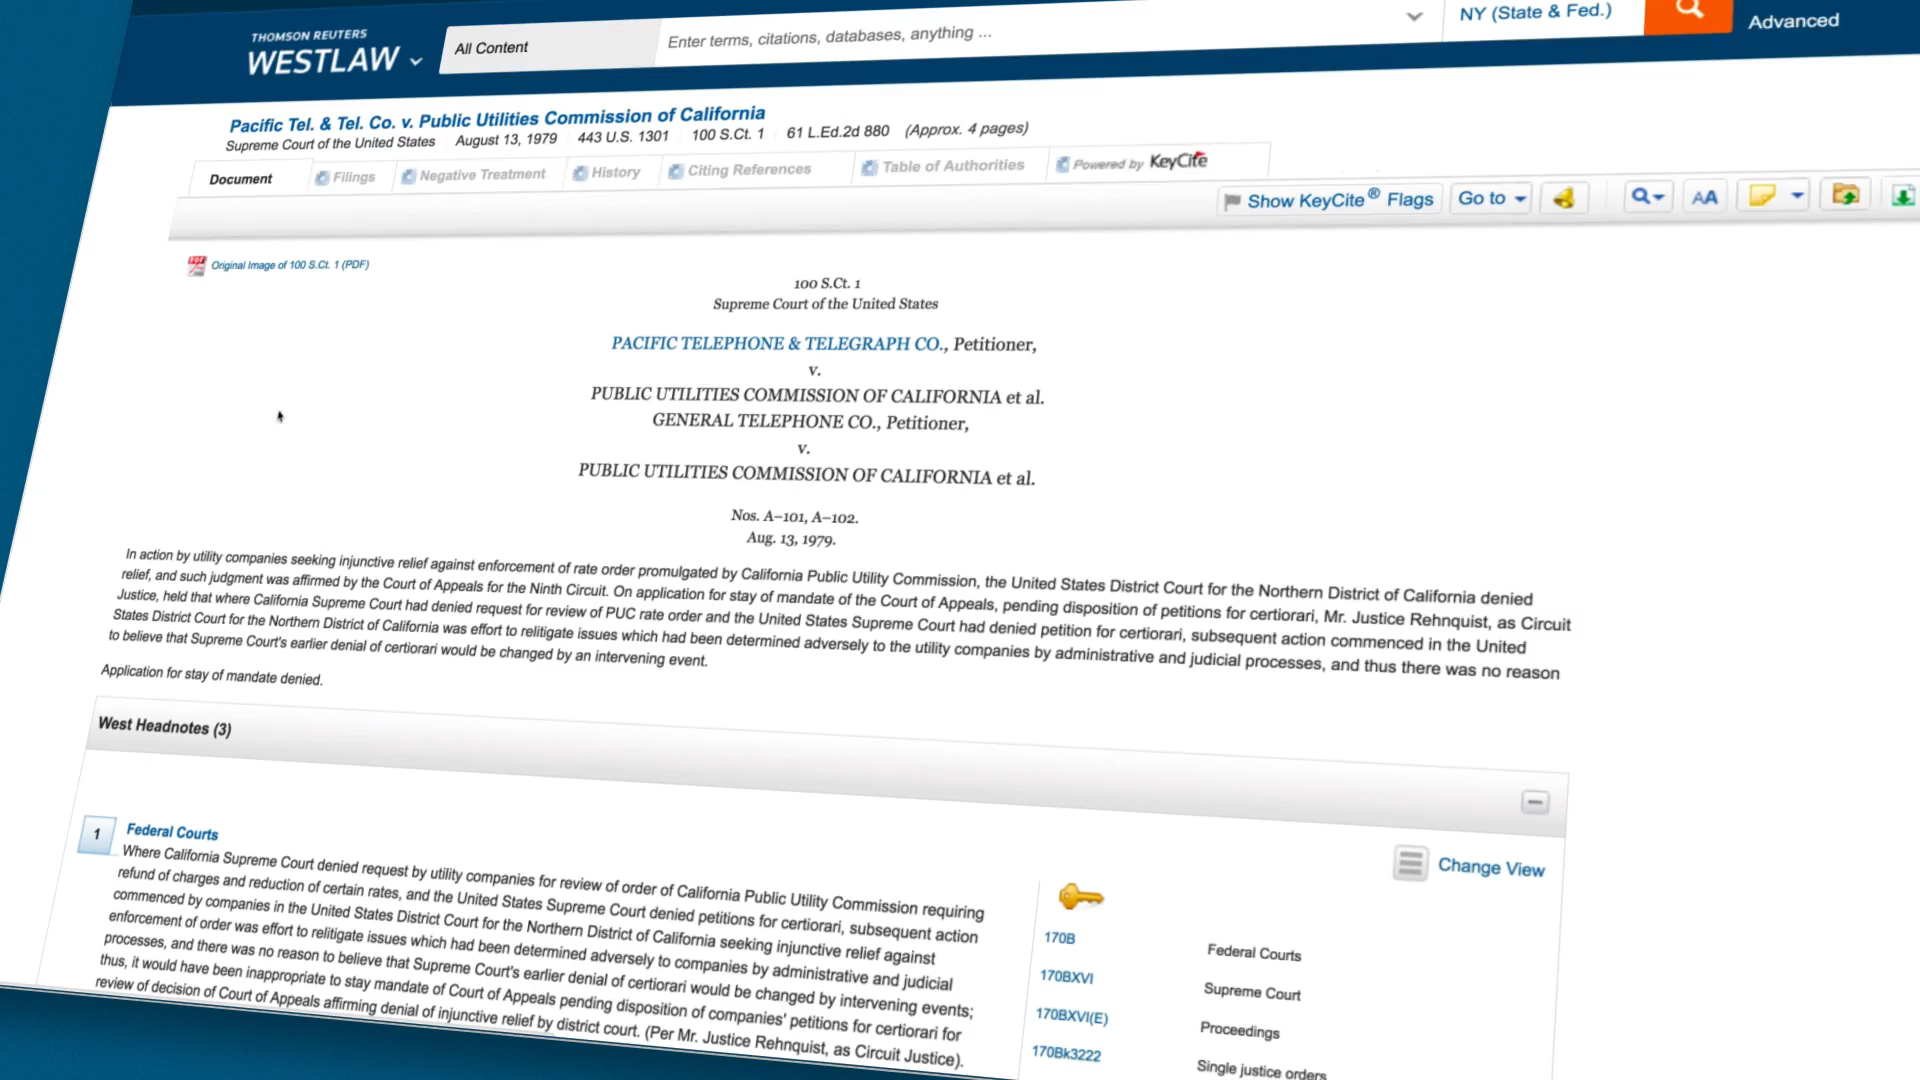 THOMSON REUTERS
WESTLAW
All Content
Enter terms, citations, databases, anything ...
NY (State & Fed.)
Advanced
Pacific Tel. & Tel. Co. v. Public Utilities Commission of California
Supreme Court of the United States August 13, 1979 443 U.S. 1301 100 S.Ct. 1 61 L.Ed.2d 880 (Approx. 4 pages)
Document Filings Negative Treatment History Citing References Table of Authorities Powered by KeyCite
Show KeyCite® Flags Go to AA
Original Image of 100 S.Ct. 1 (PDF)
100 S.Ct. 1
Supreme Court of the United States
PACIFIC TELEPHONE & TELEGRAPH CO., Petitioner,
v.
PUBLIC UTILITIES COMMISSION OF CALIFORNIA et al.
GENERAL TELEPHONE CO., Petitioner,
v.
PUBLIC UTILITIES COMMISSION OF CALIFORNIA et al.
Nos. A–101, A–102.
Aug. 13, 1979.
In action by utility companies seeking injunctive relief against enforcement of rate order promulgated by California Public Utility Commission, the United States District Court for the Northern District of California denied
relief, and such judgment was affirmed by the Court of Appeals for the Ninth Circuit. On application for stay of mandate of the Court of Appeals, pending disposition of petitions for certiorari, Mr. Justice Rehnquist, as Circuit
Justice, held that where California Supreme Court had denied request for review of PUC rate order and the United States Supreme Court had denied petition for certiorari, subsequent action commenced in the United
States District Court for the Northern District of California was effort to relitigate issues which had been determined adversely to the utility companies by administrative and judicial processes, and thus there was no reason
to believe that Supreme Court's earlier denial of certiorari would be changed by an intervening event.
Application for stay of mandate denied.
West Headnotes (3)
Change View
1 Federal Courts
Where California Supreme Court denied request by utility companies for review of order of California Public Utility Commission requiring
refund of charges and reduction of certain rates, and the United States Supreme Court denied petitions for certiorari, subsequent action
commenced by companies in the United States District Court for the Northern District of California seeking injunctive relief against
enforcement of order was effort to relitigate issues which had been determined adversely to companies by administrative and judicial
processes, and there was no reason to believe that Supreme Court's earlier denial of certiorari would be changed by intervening events;
thus, it would have been inappropriate to stay mandate of Court of Appeals pending disposition of companies' petitions for certiorari for
review of decision of Court of Appeals affirming denial of injunctive relief by district court. (Per Mr. Justice Rehnquist, as Circuit Justice).
170B Federal Courts
170BXVI Supreme Court
170BXVI(E) Proceedings
170Bk3222 Single justice orders